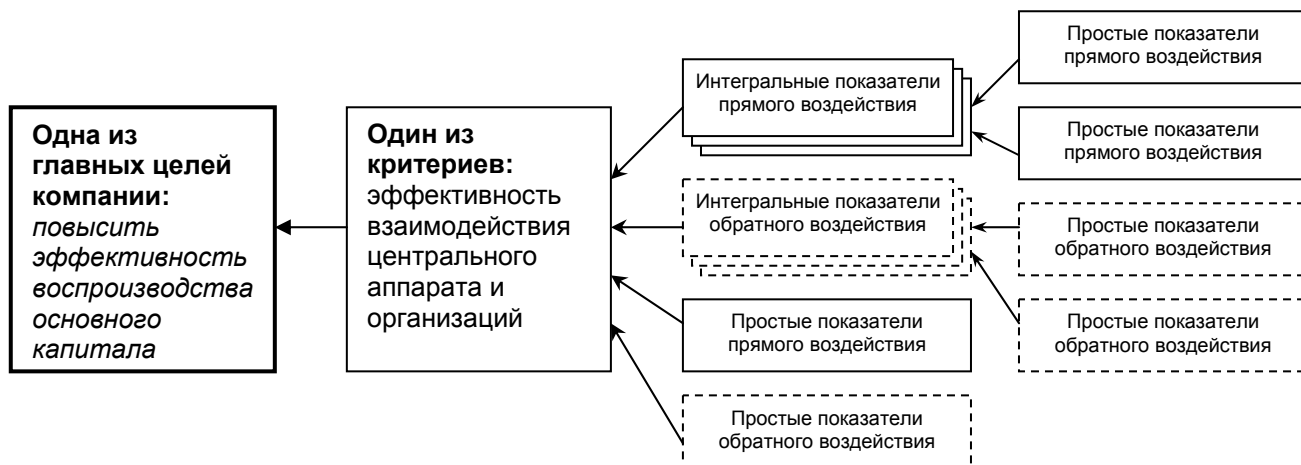 Одна из
главных целей
компании:
повысить
эффективность
воспроизводства
основного
капитала
Один из
критериев:
эффективность
взаимодействия
центрального
аппарата и
организаций
Интегральные показатели
прямого воздействия
Интегральные показатели
обратного воздействия
Простые показатели
прямого воздействия
Простые показатели
обратного воздействия
Простые показатели
прямого воздействия
Простые показатели
прямого воздействия
Простые показатели
обратного воздействия
Простые показатели
обратного воздействия